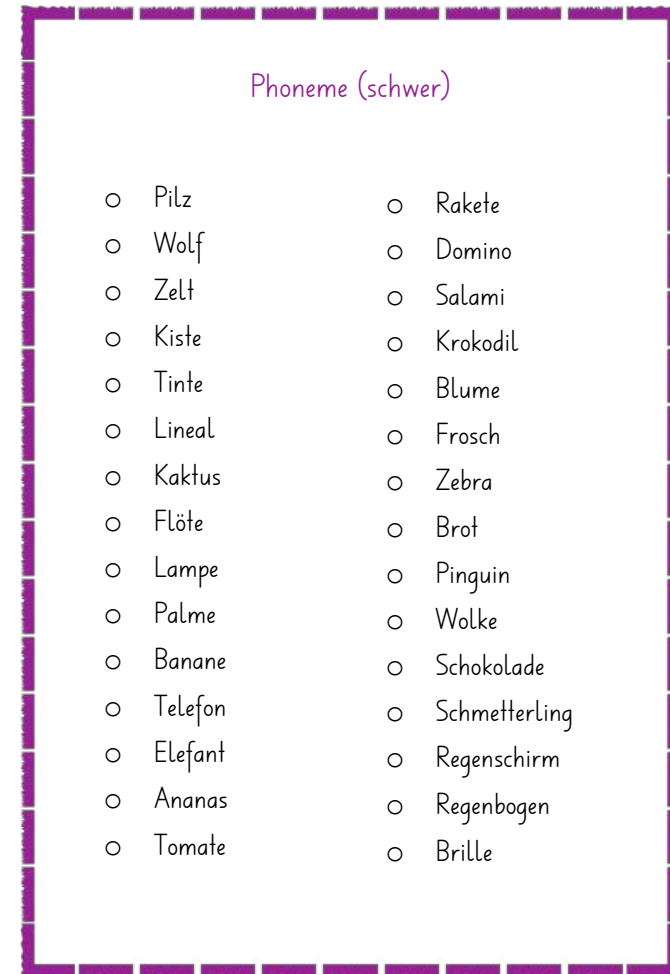 Phoneme (schwer)
Pilz
Wolf
Zelt
Kiste
Tinte
Lineal
Kaktus
Flöte
Lampe
Palme
Banane
Telefon
Elefant
Ananas
Tomate
Rakete
Domino
Salami
Krokodil
Blume
Frosch
Zebra
Brot
Pinguin
Wolke
Schokolade
Schmetterling
Regenschirm
Regenbogen
Brille